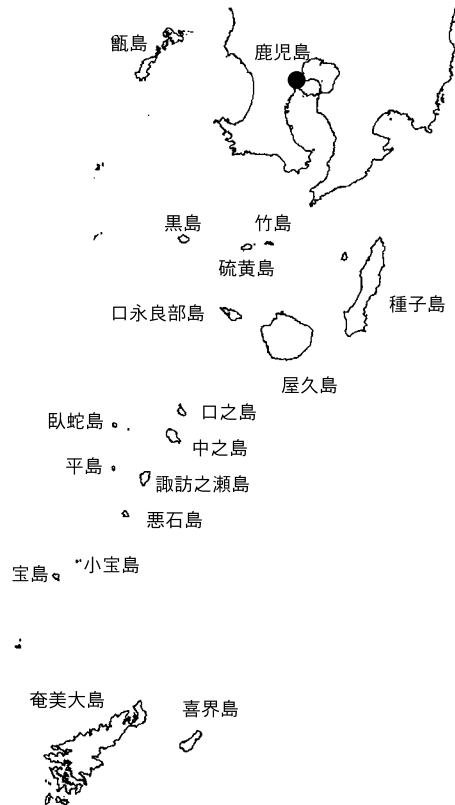 甑島
鹿児島
黒島
竹島
硫黄島
種子島
口永良部島
屋久島
口之島
臥蛇島
中之島
平島
諏訪之瀬島
悪石島
小宝島
宝島
奄美大島
喜界島